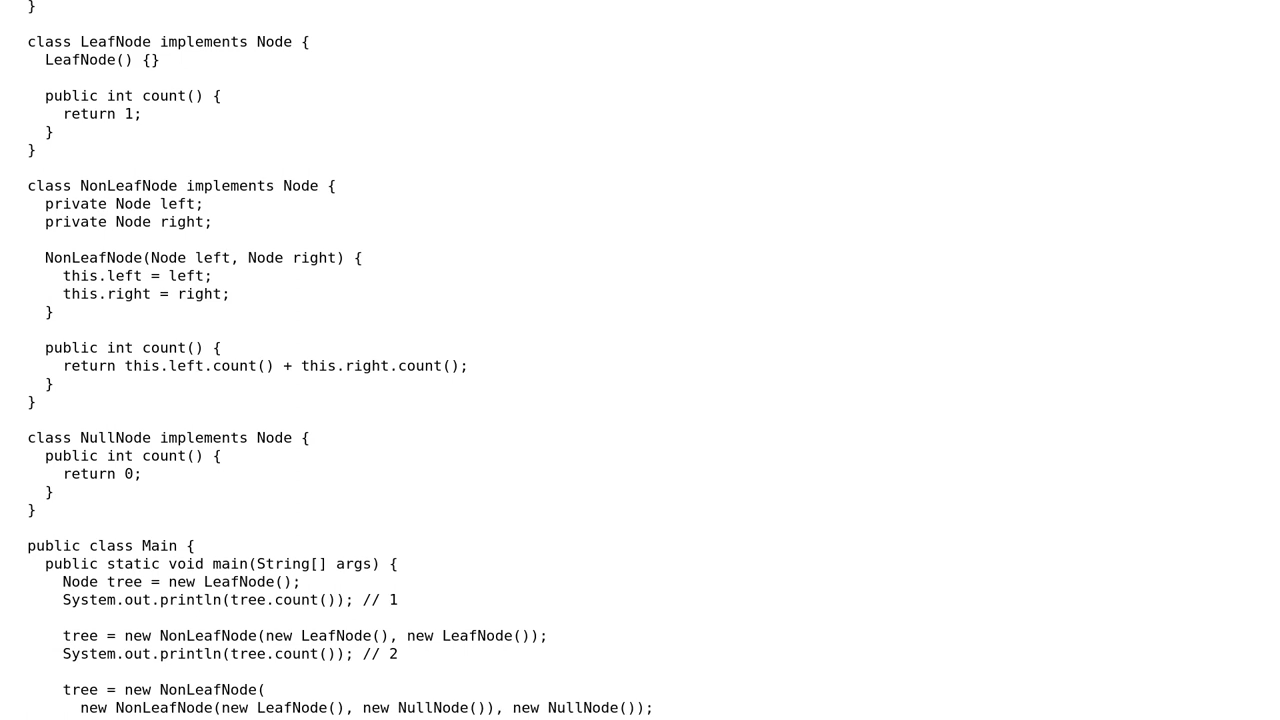 }

class LeafNode implements Node {
  LeafNode() {}

  public int count() {
    return 1;
  }
}

class NonLeafNode implements Node {
  private Node left;
  private Node right;

  NonLeafNode(Node left, Node right) {
    this.left = left;
    this.right = right;
  }

  public int count() {
    return this.left.count() + this.right.count();
  }
}

class NullNode implements Node {
  public int count() {
    return 0;
  }
}

public class Main {
  public static void main(String[] args) {
    Node tree = new LeafNode();
    System.out.println(tree.count()); // 1

    tree = new NonLeafNode(new LeafNode(), new LeafNode());
    System.out.println(tree.count()); // 2

    tree = new NonLeafNode(
      new NonLeafNode(new LeafNode(), new NullNode()), new NullNode());